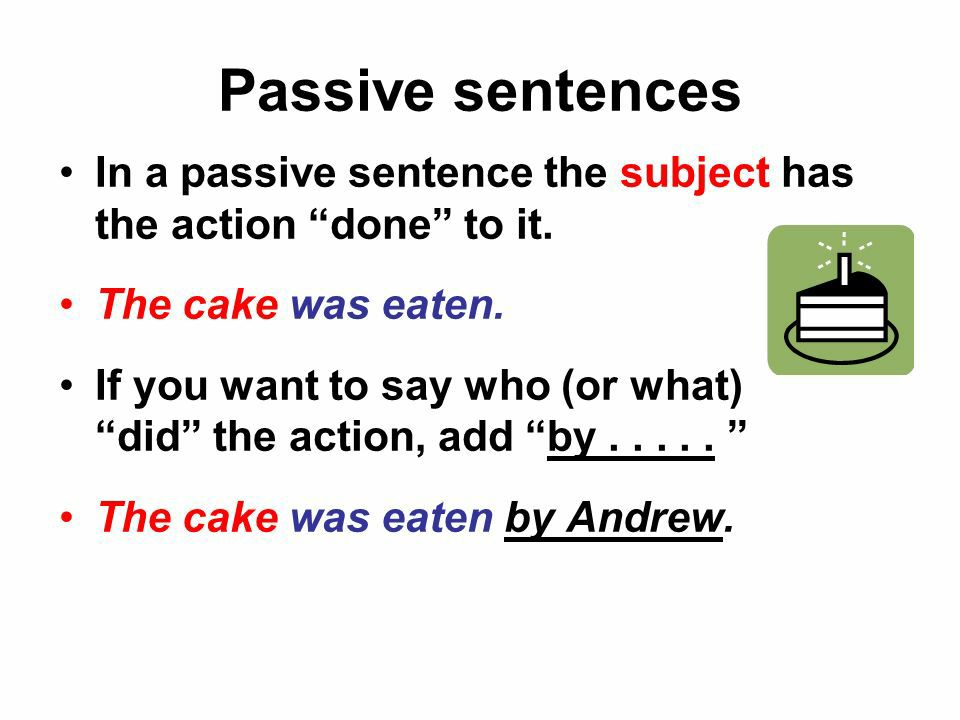 Passive sentences
• In a passive sentence the subject has
the action “done” to it.
• The cake was eaten.
• If you want to say who (or what)
“did” the action, add “by . . . . . ”
• The cake was eaten by Andrew.